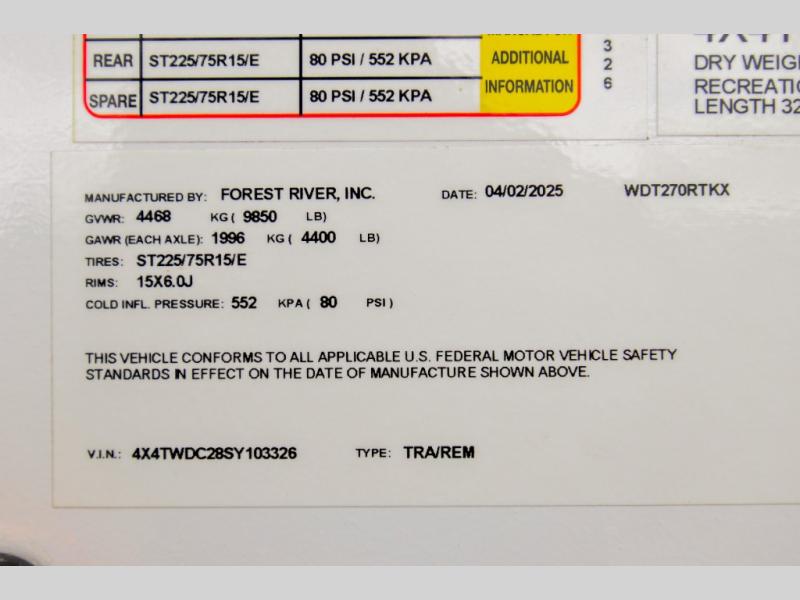 REAR ST225/75R15/E 80 PSI / 552 KPA ADDITIONAL
INFORMATION
SPARE ST225/75R15/E 80 PSI / 552 KPA
3
2
6
DRY WEIG
RECREATIO
LENGTH 32
MANUFACTURED BY: FOREST RIVER, INC. DATE: 04/02/2025 WDT270RTKX
GVWR: 4468 KG ( 9850 LB)
GAWR (EACH AXLE): 1996 KG ( 4400 LB)
TIRES: ST225/75R15/E
RIMS: 15X6.0J
COLD INFL. PRESSURE: 552 KPA ( 80 PSI )
THIS VEHICLE CONFORMS TO ALL APPLICABLE U.S. FEDERAL MOTOR VEHICLE SAFETY
STANDARDS IN EFFECT ON THE DATE OF MANUFACTURE SHOWN ABOVE.
V.I.N.: 4X4TWDC28SY103326 TYPE: TRA/REM